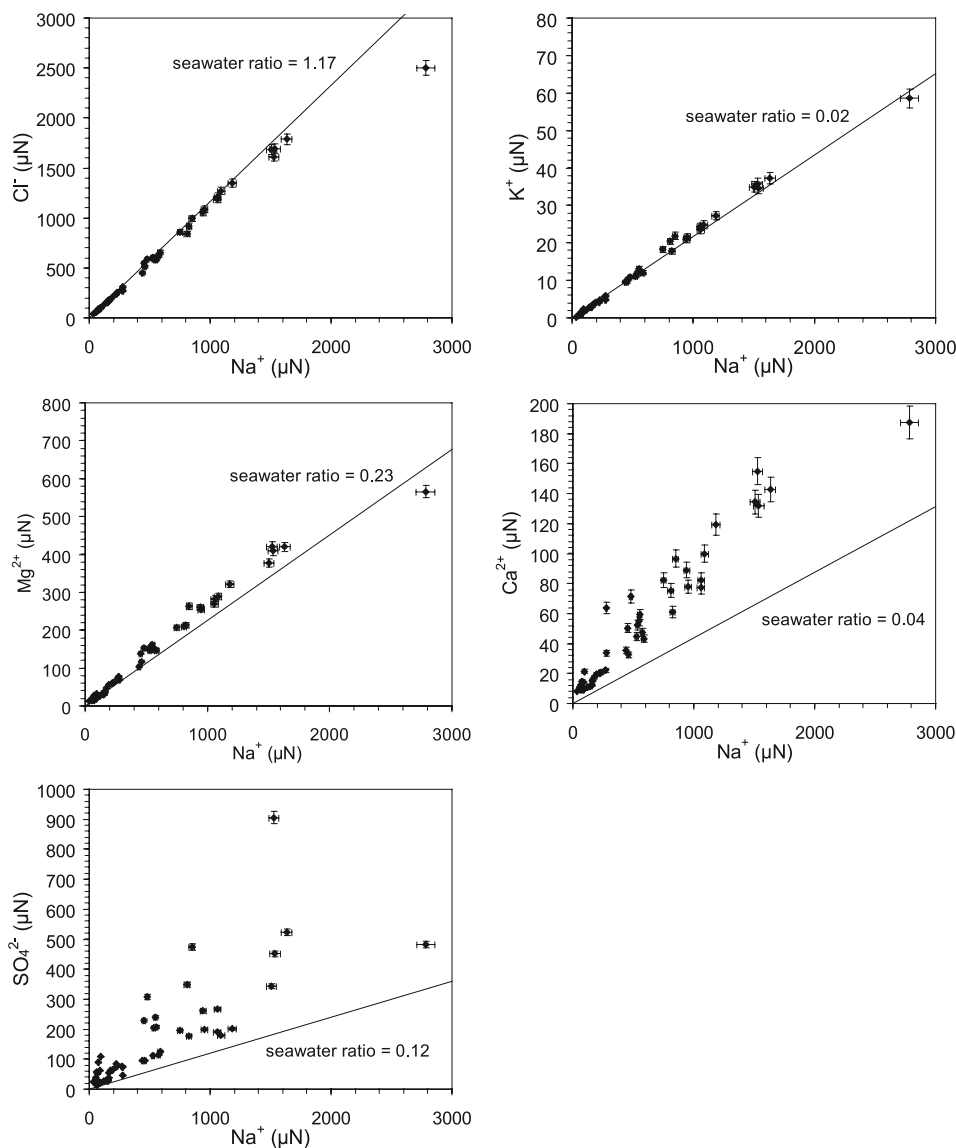 3000
2500
2000
1500
1000
500
0
Cl⁻ (µN)
seawater ratio = 1.17
0 1000 2000 3000
Na⁺ (µN)
80
70
60
50
40
30
20
10
0
K⁺ (µN)
seawater ratio = 0.02
0 1000 2000 3000
Na⁺ (µN)
800
700
600
500
400
300
200
100
0
Mg²⁺ (µN)
seawater ratio = 0.23
0 1000 2000 3000
Na⁺ (µN)
200
180
160
140
120
100
80
60
40
20
0
Ca²⁺ (µN)
seawater ratio = 0.04
0 1000 2000 3000
Na⁺ (µN)
1000
900
800
700
600
500
400
300
200
100
0
SO₄²⁻ (µN)
seawater ratio = 0.12
0 1000 2000 3000
Na⁺ (µN)